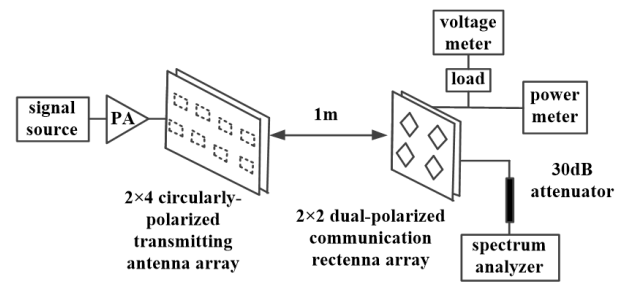 voltage
meter
load
signal
source
PA
1m
power
meter
30dB
attenuator
2×4 circularly-
polarized
transmitting
antenna array
2×2 dual-polarized
communication
rectenna array
spectrum
analyzer